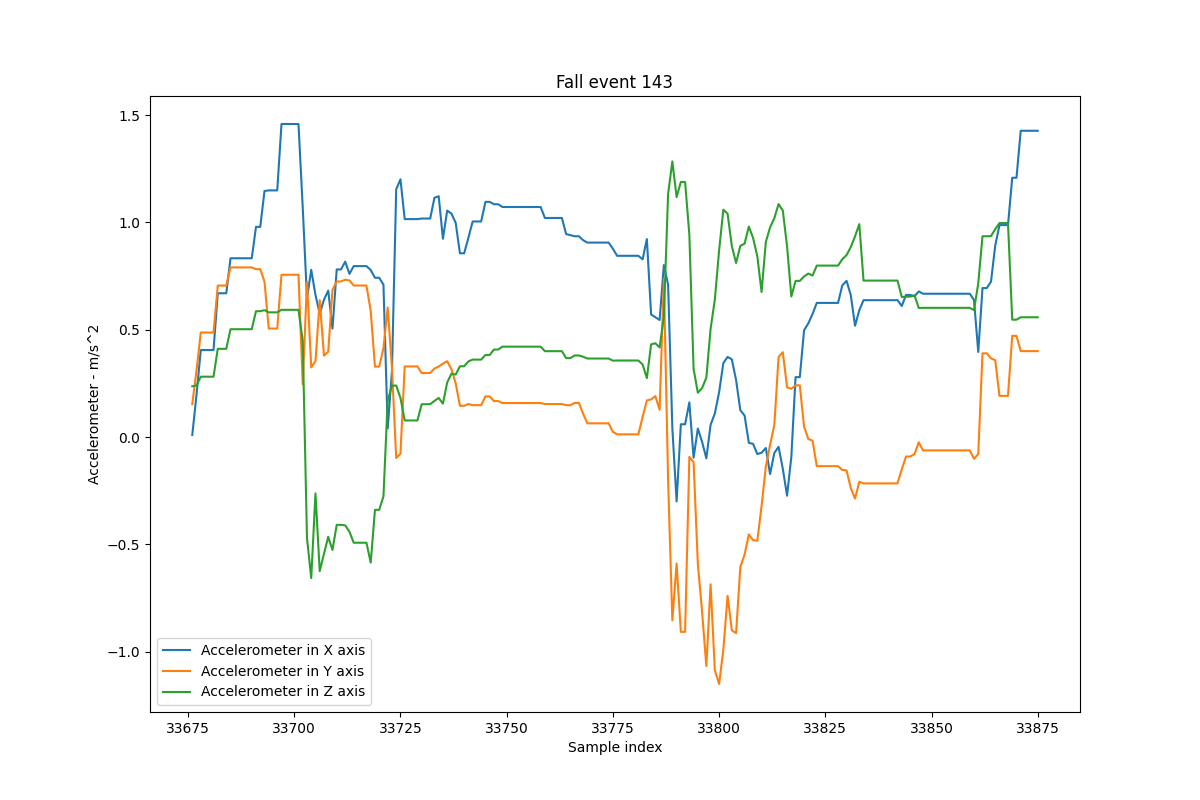 Fall event 143
Accelerometer - m/s^2
1.5
1.0
0.5
0.0
−0.5
−1.0
Accelerometer in X axis
Accelerometer in Y axis
Accelerometer in Z axis
33675 33700 33725 33750 33775 33800 33825 33850 33875
Sample index